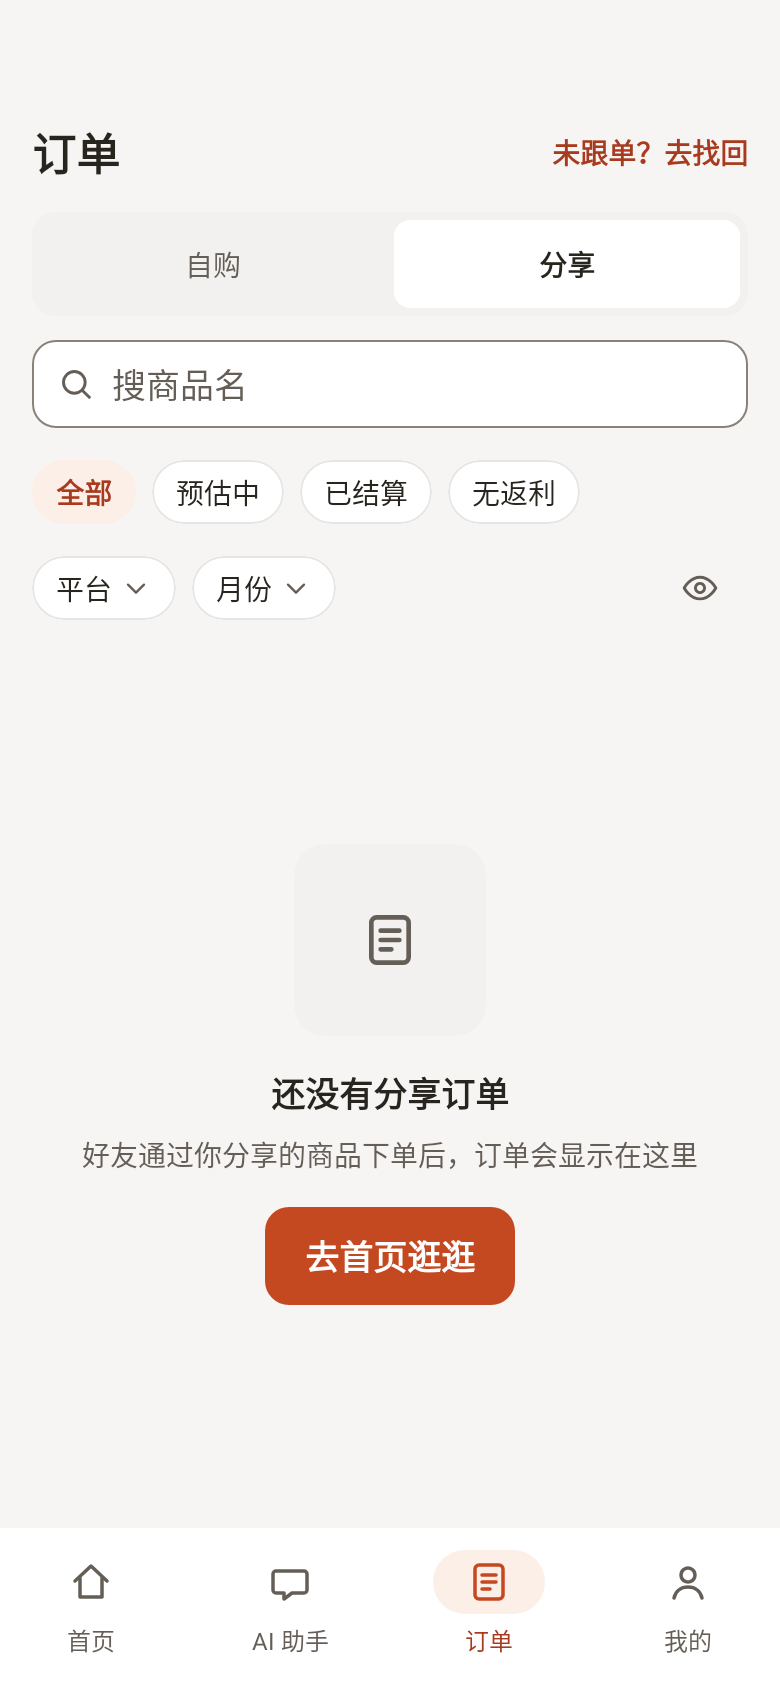 订单
未跟单？去找回
自购
分享
搜商品名
全部
预估中
已结算
无返利
平台
月份
还没有分享订单
好友通过你分享的商品下单后，订单会显示在这里
去首页逛逛
首页
AI 助手
订单
我的